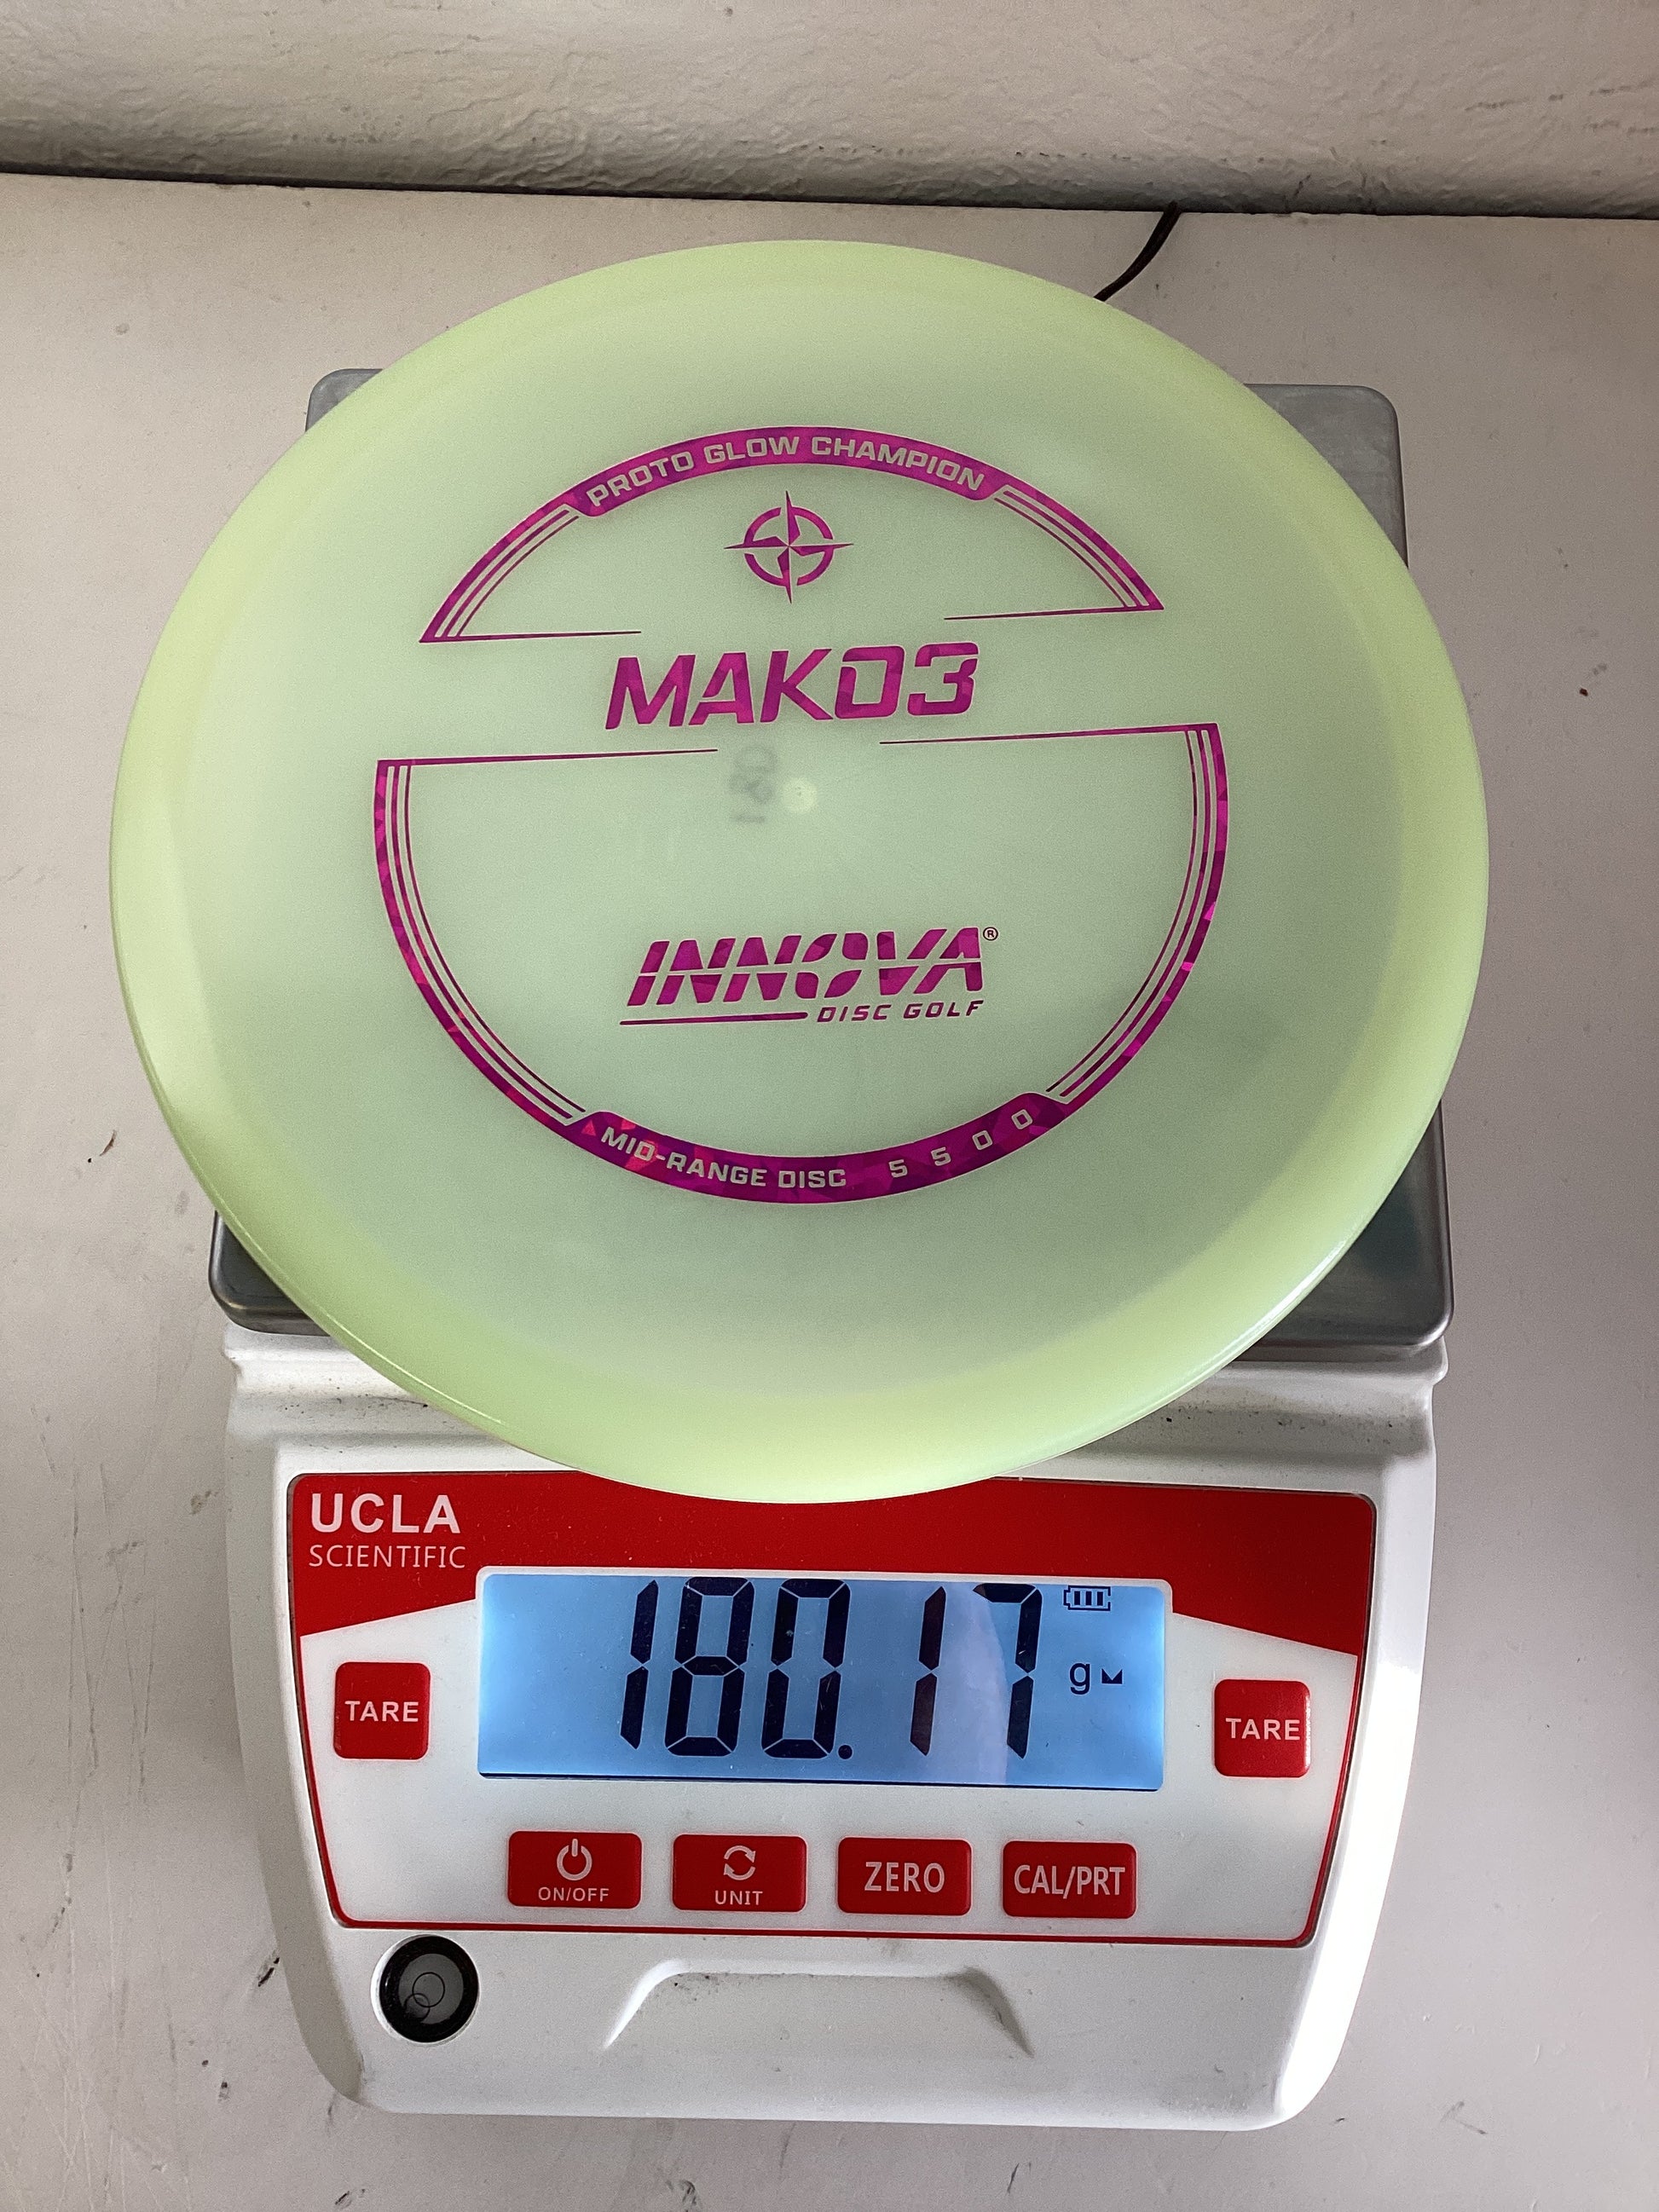 PROTO GLOW CHAMPION
MAKO3
180
INNOVA®
DISC GOLF
MID-RANGE DISC 5 5 0 0
UCLA
SCIENTIFIC
180.17 g
TARE
TARE
ON/OFF
UNIT
ZERO
CAL/PRT